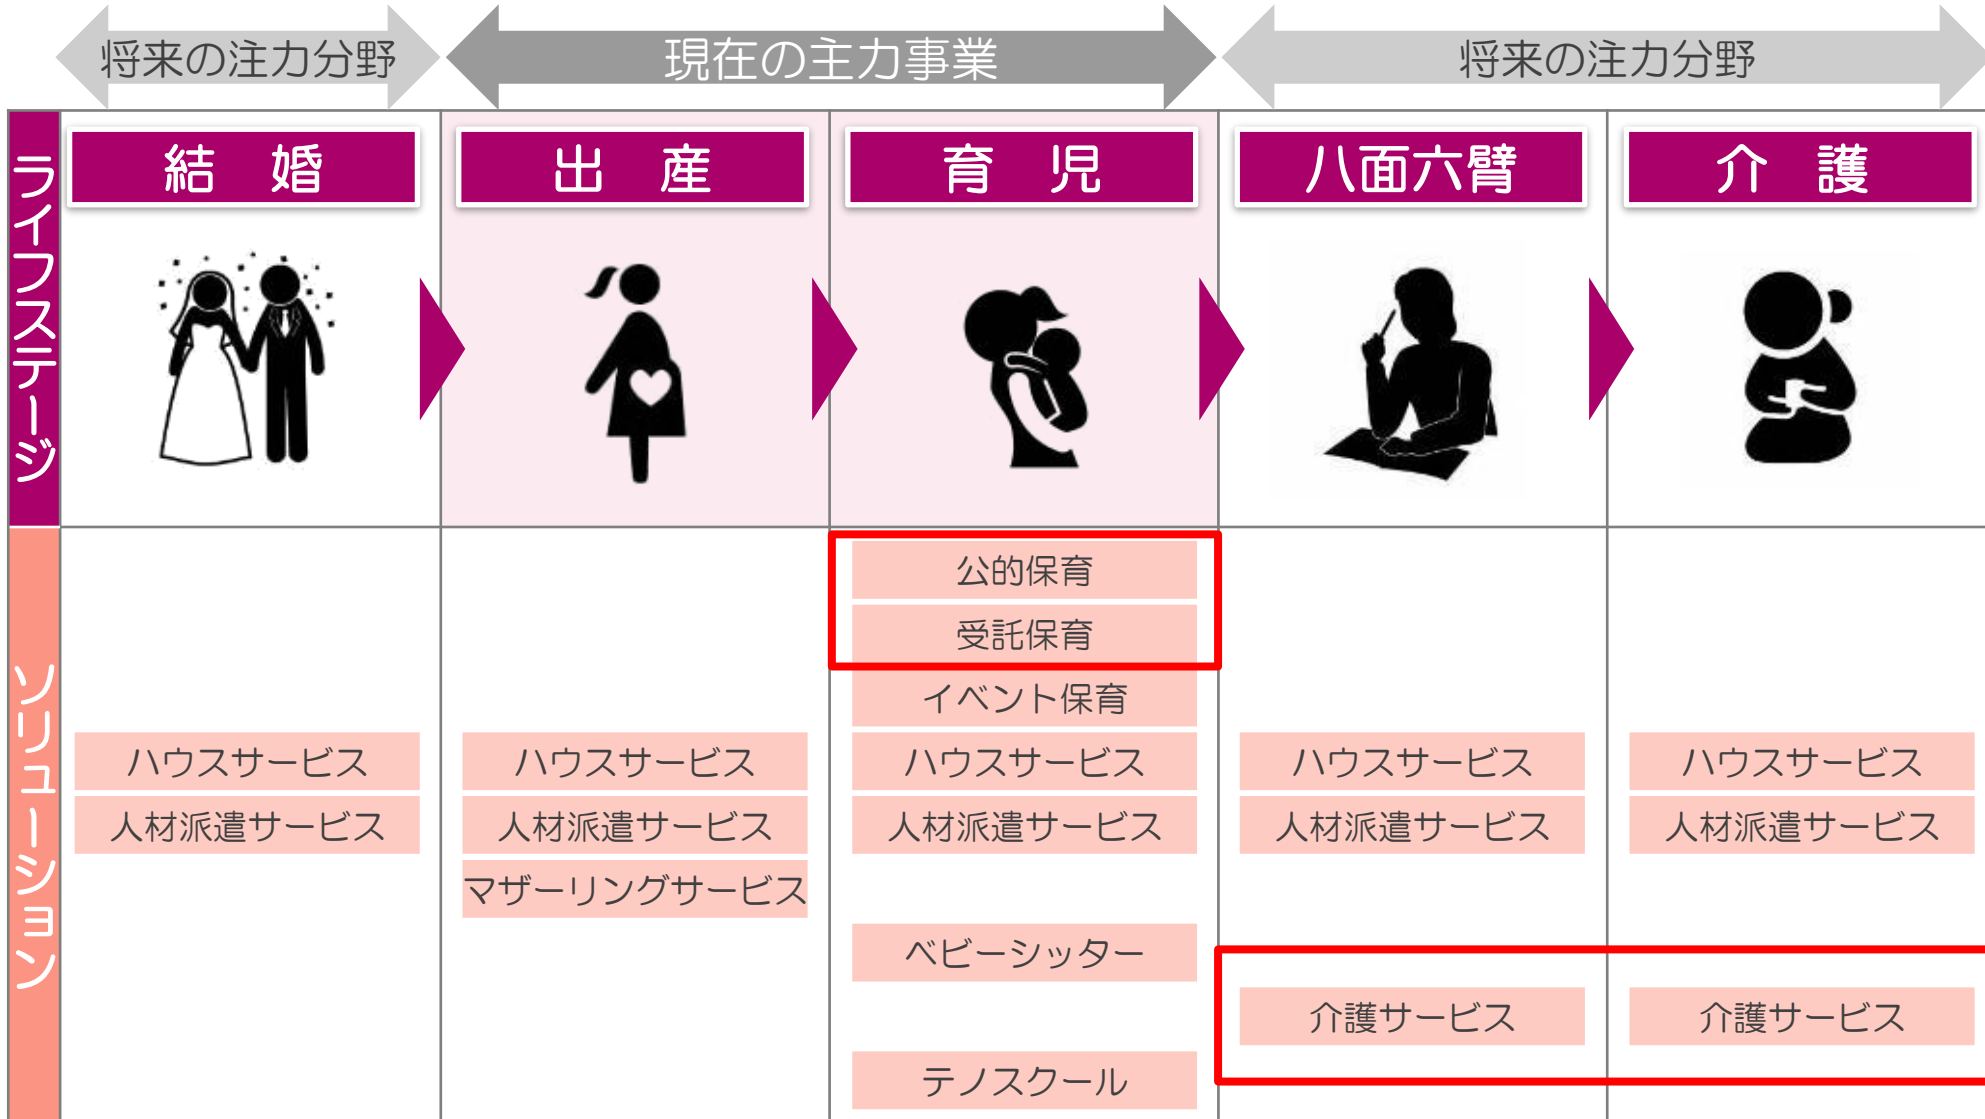 将来の注力分野
現在の主力事業
将来の注力分野
ライフステージ
結　婚
出　産
育　児
八面六臂
介　護
ソリューション
公的保育
受託保育
イベント保育
ハウスサービス
ハウスサービス
ハウスサービス
ハウスサービス
ハウスサービス
人材派遣サービス
人材派遣サービス
人材派遣サービス
人材派遣サービス
人材派遣サービス
マザーリングサービス
ベビーシッター
介護サービス
介護サービス
テノスクール